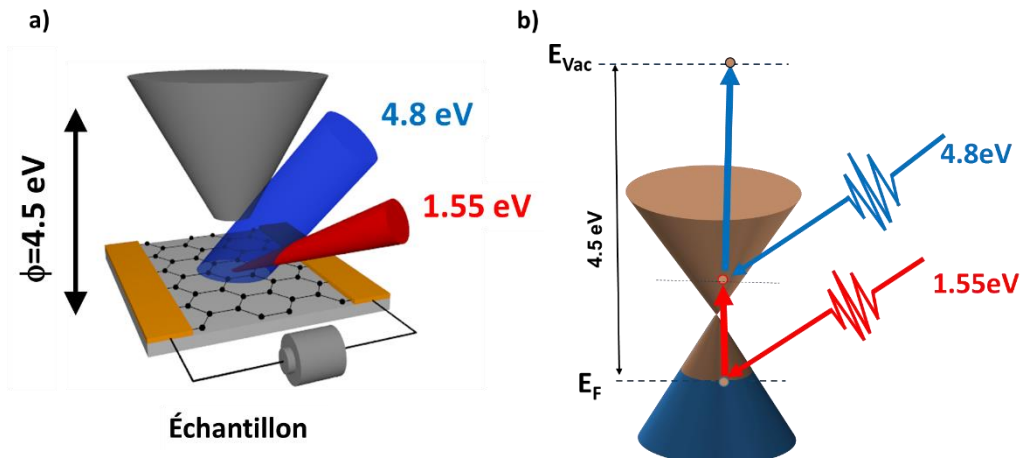 a)
4.8 eV
1.55 eV
ϕ=4.5 eV
Échantillon
b)
E_Vac
4.8eV
4.5 eV
1.55eV
E_F